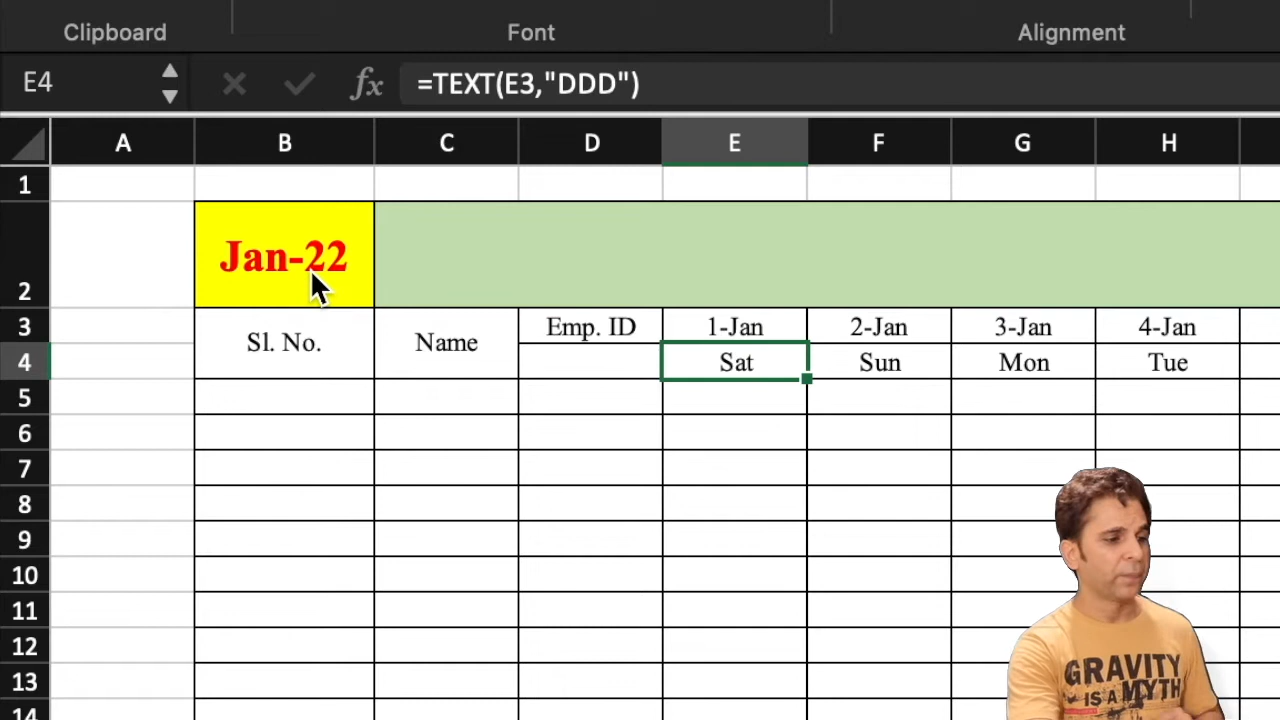 Clipboard Font Alignment
E4 fx =TEXT(E3,"DDD")
A B C D E F G H
1
Jan-22
2
3 Sl. No. Name Emp. ID 1-Jan 2-Jan 3-Jan 4-Jan
4 Sat Sun Mon Tue
5
6
7
8
9
10
11
12
13
14
GRAVITY
IS A MYTH